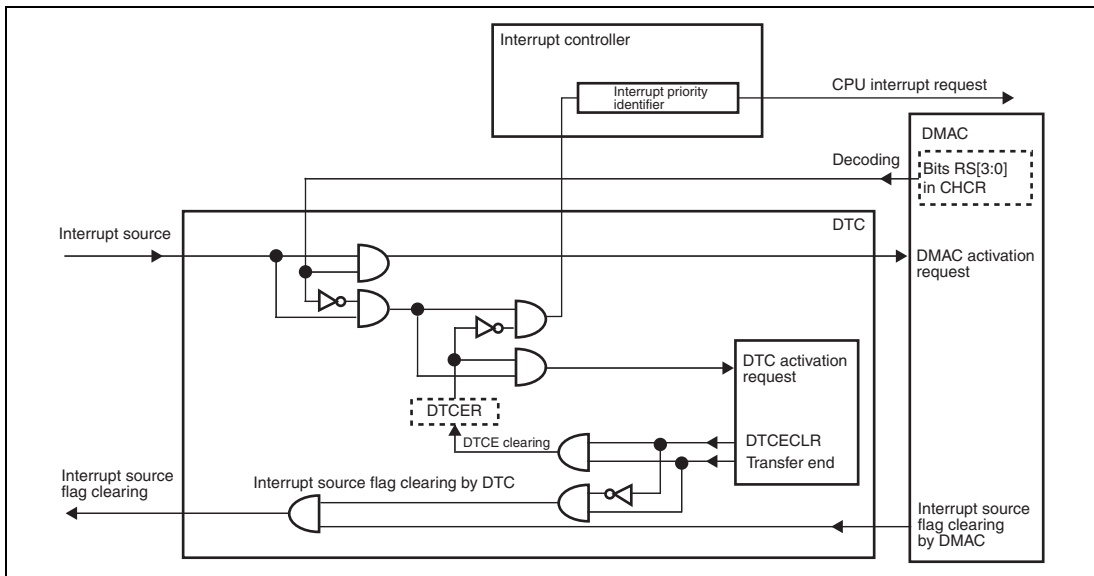 Interrupt controller
Interrupt priority
identifier
CPU interrupt request
DMAC
Bits RS[3:0]
in CHCR
Decoding
DTC
Interrupt source
DMAC activation
request
DTC activation
request
DTCER
DTCE clearing
DTCECLR
Transfer end
Interrupt source
flag clearing
Interrupt source flag clearing by DTC
Interrupt source
flag clearing
by DMAC